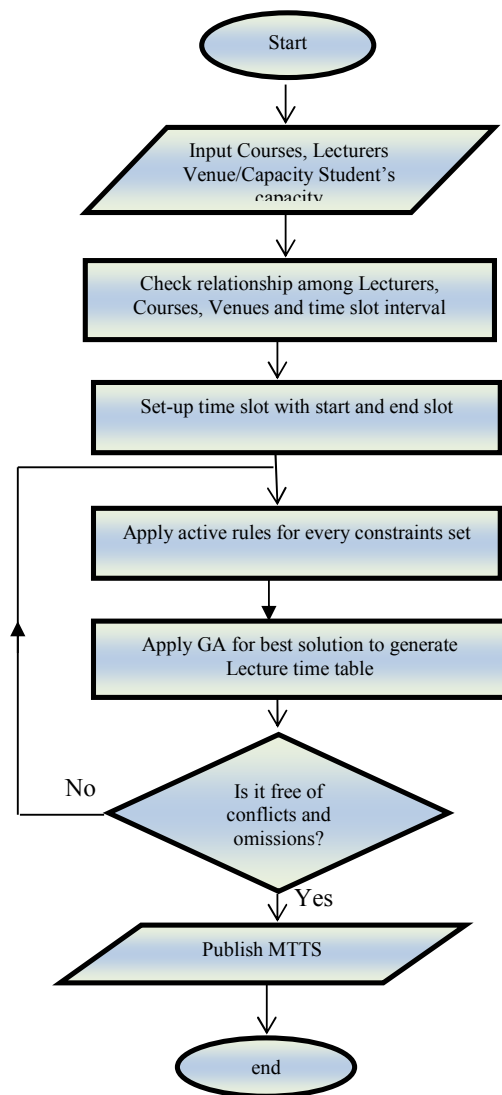 Start
Input Courses, Lecturers
Venue/Capacity Student’s
capacity
Check relationship among Lecturers,
Courses, Venues and time slot interval
Set-up time slot with start and end slot
Apply active rules for every constraints set
Apply GA for best solution to generate
Lecture time table
No
Is it free of
conflicts and
omissions?
Yes
Publish MTTS
end